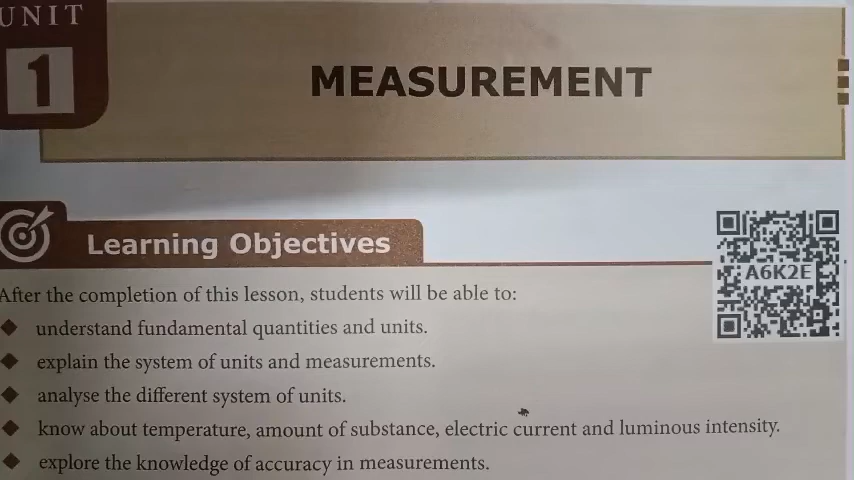 UNIT
1
MEASUREMENT
Learning Objectives
A6K2E
After the completion of this lesson, students will be able to:
◆ understand fundamental quantities and units.
◆ explain the system of units and measurements.
◆ analyse the different system of units.
◆ know about temperature, amount of substance, electric current and luminous intensity.
◆ explore the knowledge of accuracy in measurements.